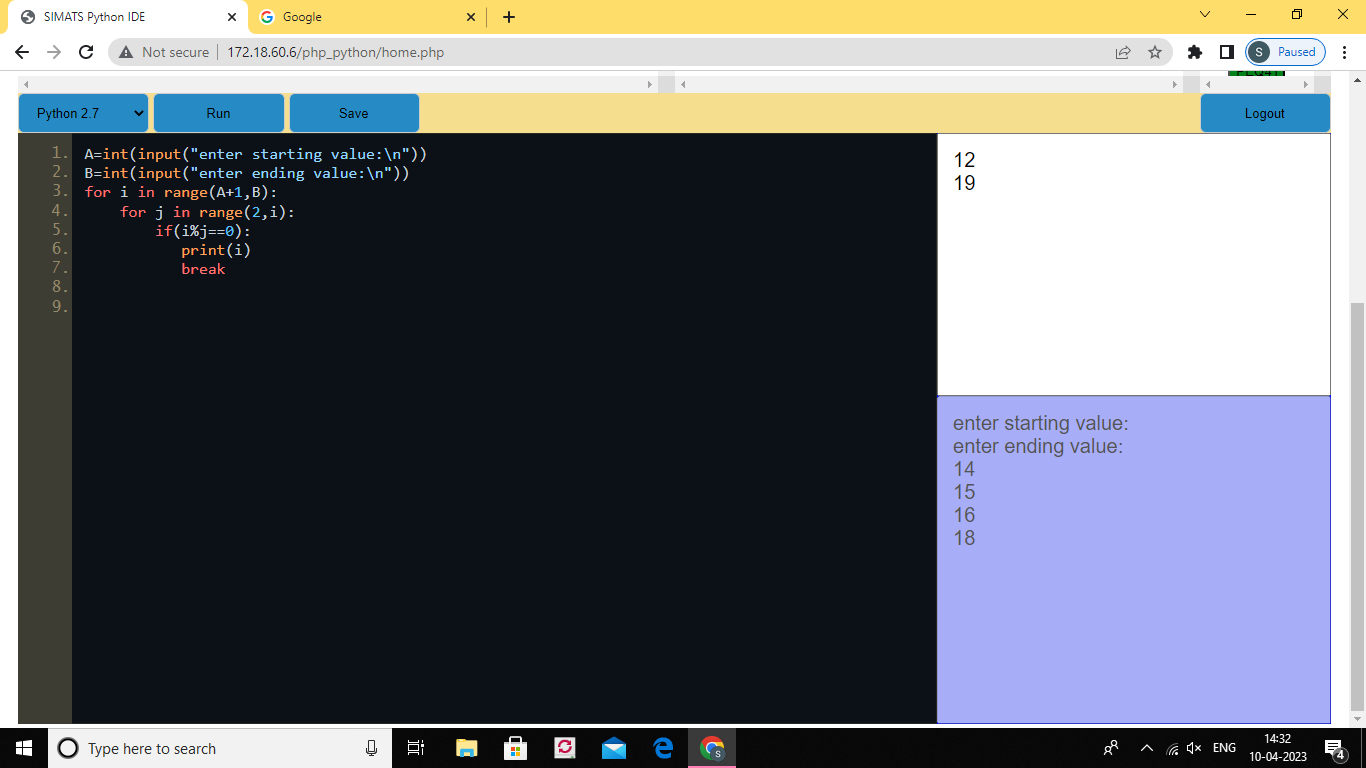 SIMATS Python IDE
Google
Not secure
172.18.60.6/php_python/home.php
S
Paused
Python 2.7
Run
Save
Logout
1. A=int(input("enter starting value:\n"))
2. B=int(input("enter ending value:\n"))
3. for i in range(A+1,B):
4. for j in range(2,i):
5. if(i%j==0):
6. print(i)
7. break
8.
9.
12
19
enter starting value:
enter ending value:
14
15
16
18
Type here to search
S
ENG
14:32
10-04-2023
4